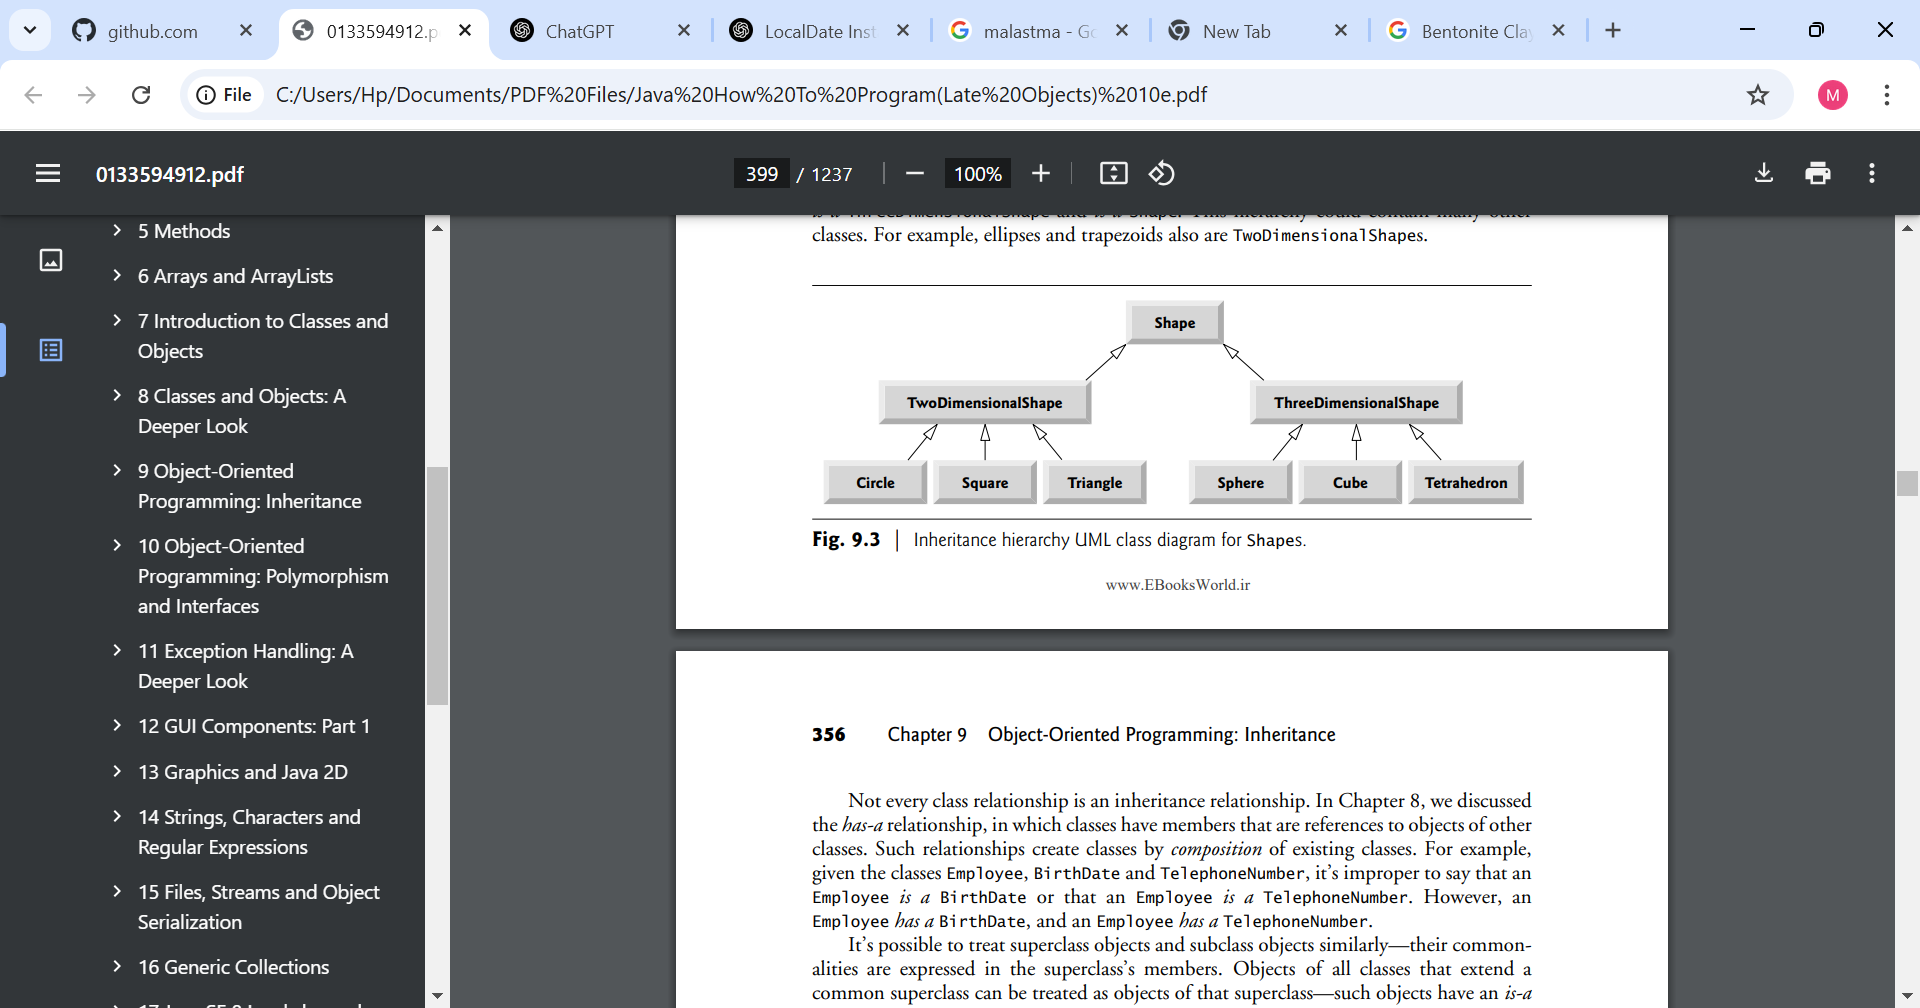 github.com
0133594912.p
ChatGPT
LocalDate Inst
malastma - Go
New Tab
Bentonite Clay
File
C:/Users/Hp/Documents/PDF%20Files/Java%20How%20To%20Program(Late%20Objects)%2010e.pdf
M
0133594912.pdf
399 / 1237
100%
5 Methods
6 Arrays and ArrayLists
7 Introduction to Classes and
Objects
8 Classes and Objects: A
Deeper Look
9 Object-Oriented
Programming: Inheritance
10 Object-Oriented
Programming: Polymorphism
and Interfaces
11 Exception Handling: A
Deeper Look
12 GUI Components: Part 1
13 Graphics and Java 2D
14 Strings, Characters and
Regular Expressions
15 Files, Streams and Object
Serialization
16 Generic Collections
is a ThreeDimensionalShape and is a Shape. This hierarchy could contain many other
classes. For example, ellipses and trapezoids also are TwoDimensionalShapes.
Shape
TwoDimensionalShape
ThreeDimensionalShape
Circle
Square
Triangle
Sphere
Cube
Tetrahedron
Fig. 9.3 | Inheritance hierarchy UML class diagram for Shapes.
www.EBooksWorld.ir
356 Chapter 9 Object-Oriented Programming: Inheritance
Not every class relationship is an inheritance relationship. In Chapter 8, we discussed
the has-a relationship, in which classes have members that are references to objects of other
classes. Such relationships create classes by composition of existing classes. For example,
given the classes Employee, BirthDate and TelephoneNumber, it's improper to say that an
Employee is a BirthDate or that an Employee is a TelephoneNumber. However, an
Employee has a BirthDate, and an Employee has a TelephoneNumber.
It's possible to treat superclass objects and subclass objects similarly—their common-
alities are expressed in the superclass's members. Objects of all classes that extend a
common superclass can be treated as objects of that superclass—such objects have an is-a